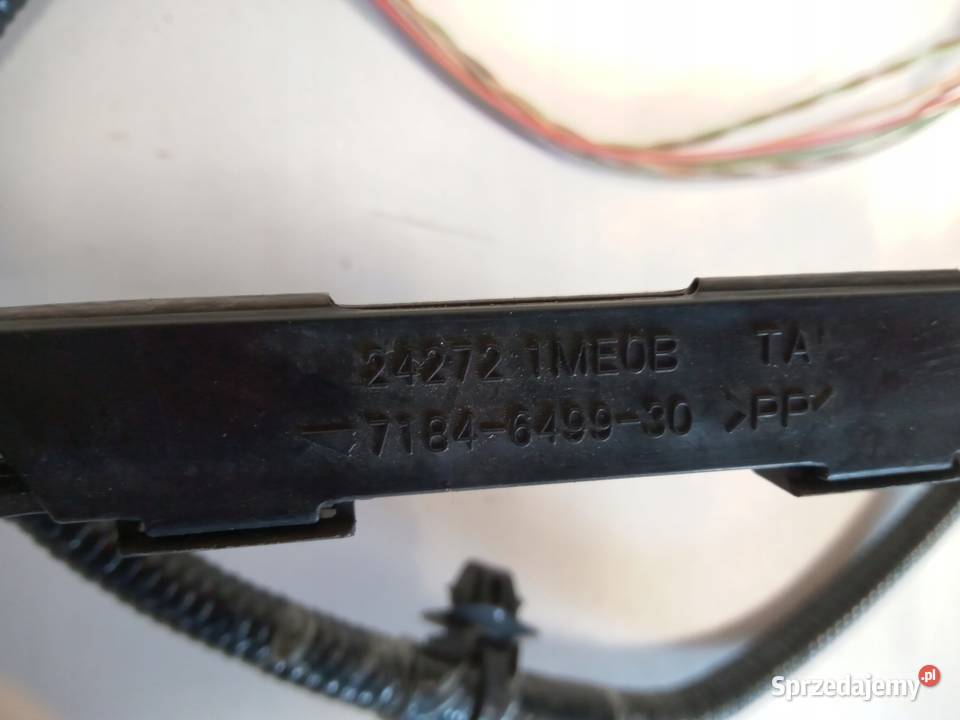 24272 1ME0B TA
7184-6499-30 >PP<
Sprzedajemy.pl